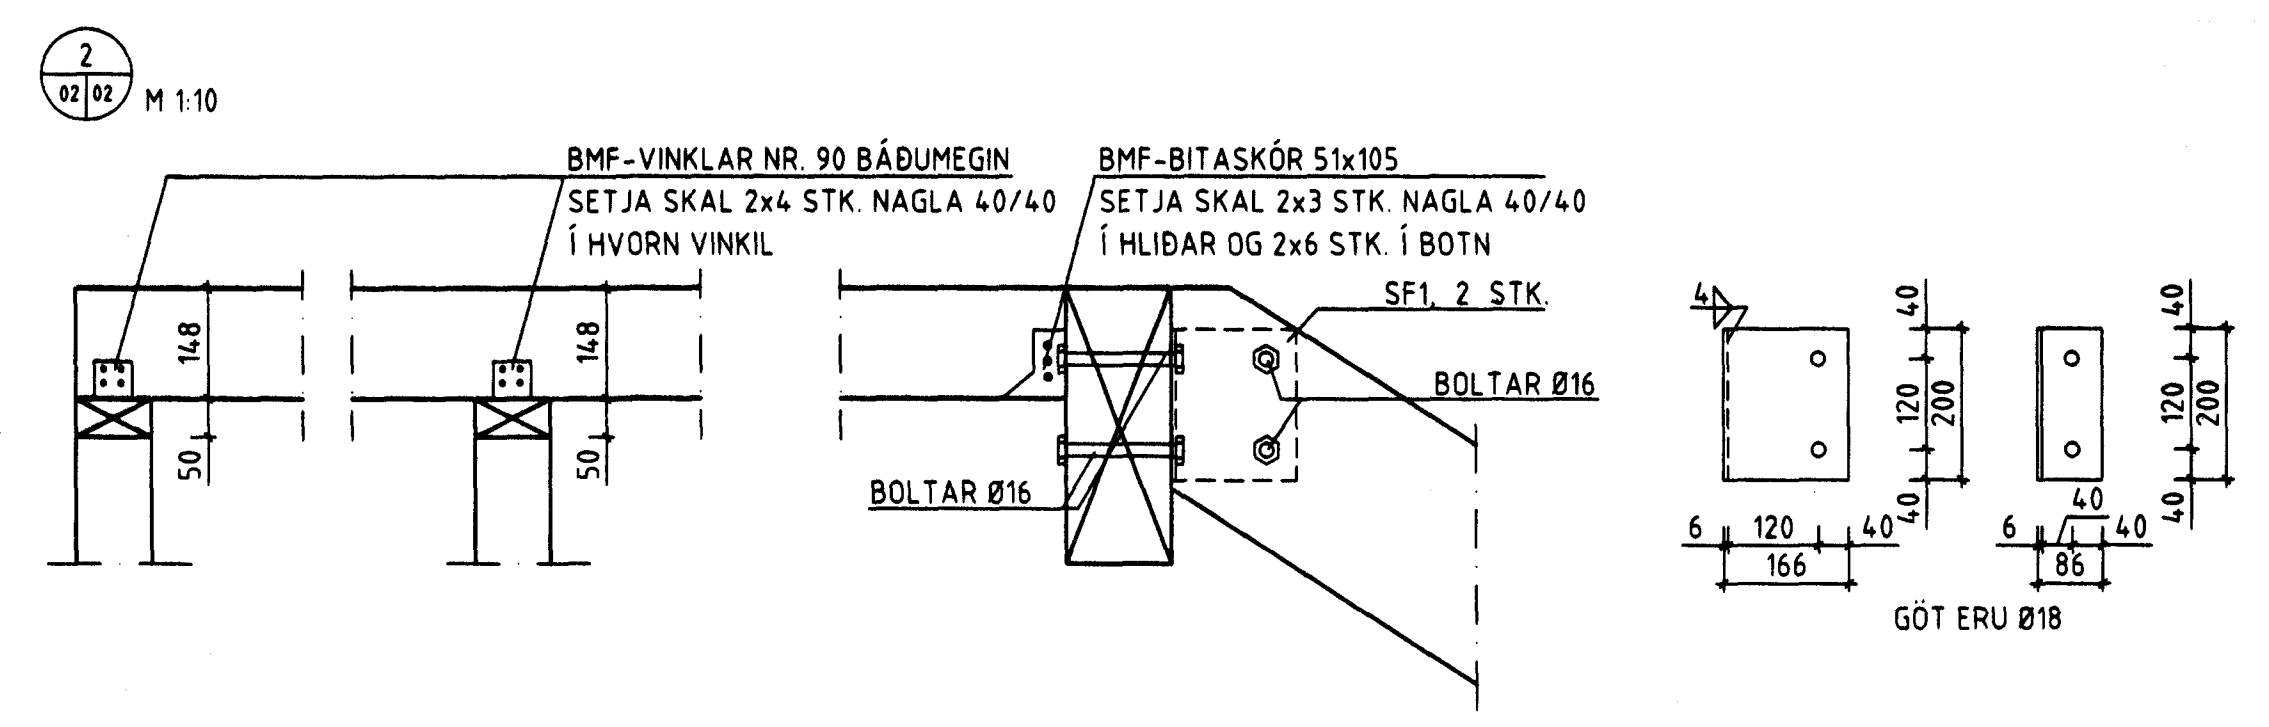 2
02 02
M 1:10
BMF-VINKLAR NR. 90 BÁÐUMEGIN
SETJA SKAL 2x4 STK. NAGLA 40/40
Í HVORN VINKIL
BMF-BITASKÓR 51x105
SETJA SKAL 2x3 STK. NAGLA 40/40
Í HLIÐAR OG 2x6 STK. Í BOTN
SF1, 2 STK.
BOLTAR Ø16
BOLTAR Ø16
148
50
148
50
4
40
120
200
40
6
120
40
166
40
120
200
40
40
6
40
86
GÖT ERU Ø18